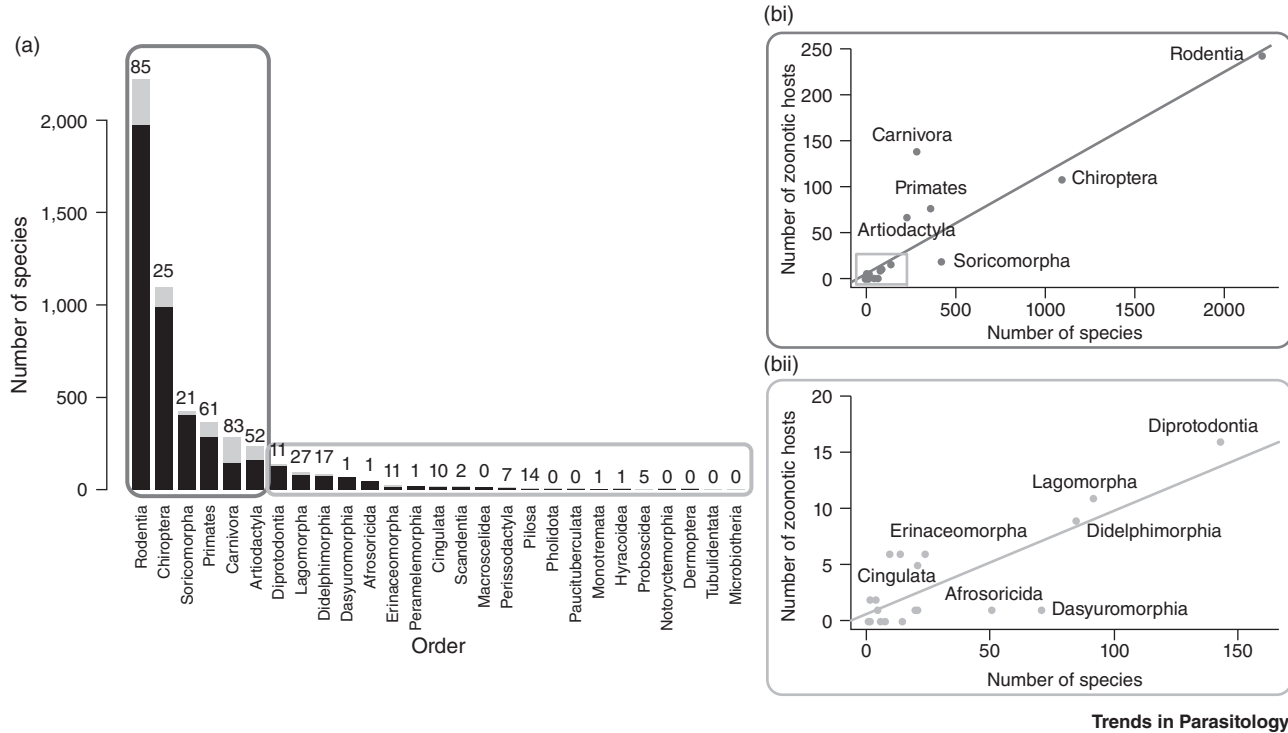 (a)
Number of species
2,000
1,500
1,000
500
0
85
25
21
61
83
52
11
27
17
1
1
11
1
10
2
0
7
14
0
0
1
1
5
0
0
0
0
Rodentia
Chiroptera
Soricomorpha
Primates
Carnivora
Artiodactyla
Diprotodontia
Lagomorpha
Didelphimorpha
Dasyuromorphia
Afrosoricida
Erinaceomorpha
Peramelemorphia
Cingulata
Scandentia
Macroscelidea
Perissodactyla
Pilosa
Pholidota
Paucituberculata
Monotremata
Hyracoidea
Proboscidea
Notoryctemorphia
Dermoptera
Tubulidentata
Microbiotheria
Order
(bi)
Number of zoonotic hosts
250
200
150
100
50
0
Rodentia
Carnivora
Primates
Chiroptera
Artiodactyla
Soricomorpha
0 500 1000 1500 2000
Number of species
(bii)
Number of zoonotic hosts
20
15
10
5
0
Diprotodontia
Lagomorpha
Erinaceomorpha
Didelphimorphia
Cingulata
Afrosoricida
Dasyuromorphia
0 50 100 150
Number of species
Trends in Parasitology